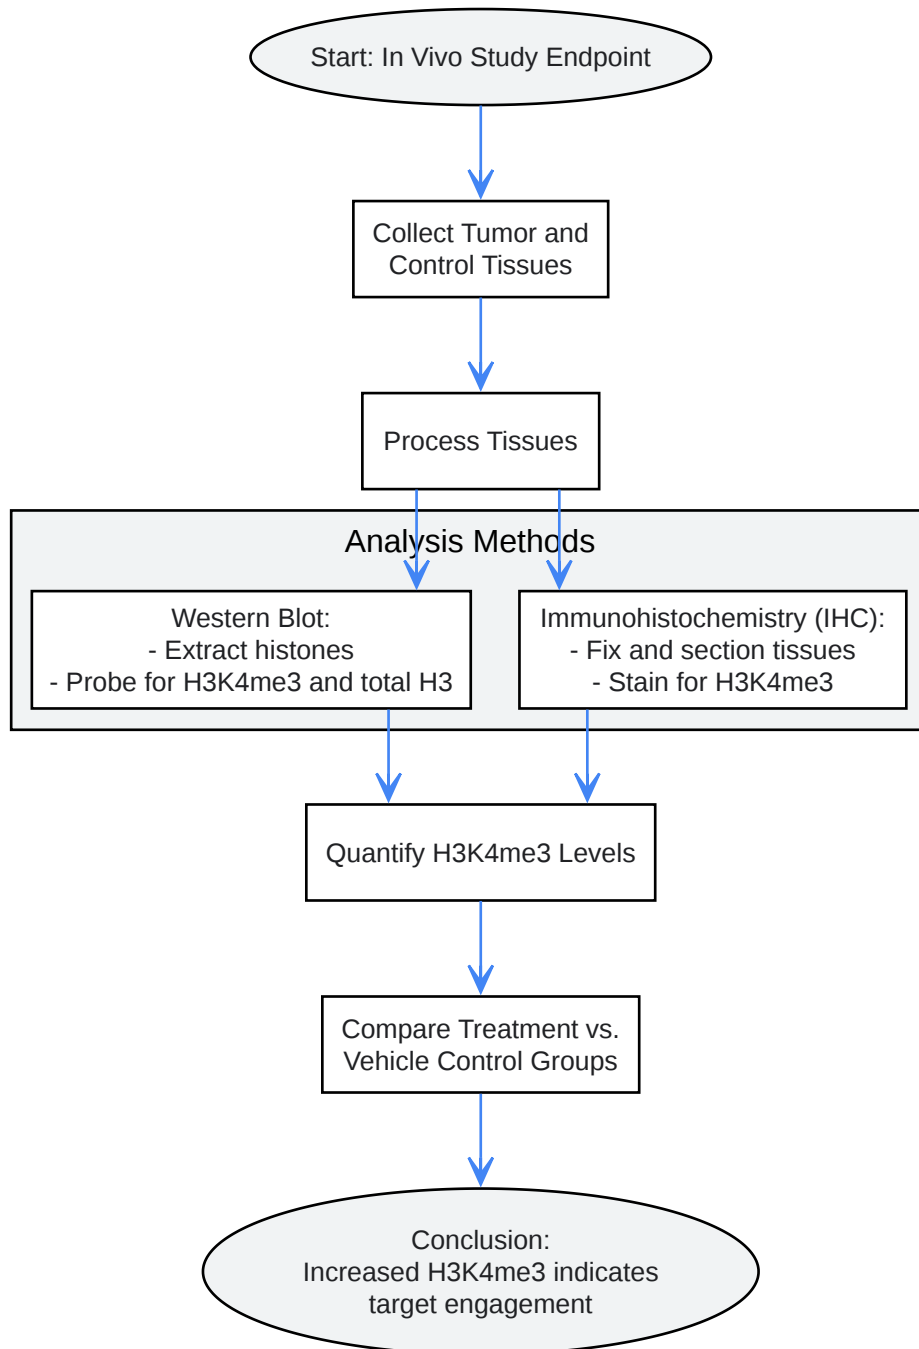 Start: In Vivo Study Endpoint
Collect Tumor and
Control Tissues
Process Tissues
Analysis Methods
Western Blot:
- Extract histones
- Probe for H3K4me3 and total H3
Immunohistochemistry (IHC):
- Fix and section tissues
- Stain for H3K4me3
Quantify H3K4me3 Levels
Compare Treatment vs.
Vehicle Control Groups
Conclusion:
Increased H3K4me3 indicates
target engagement